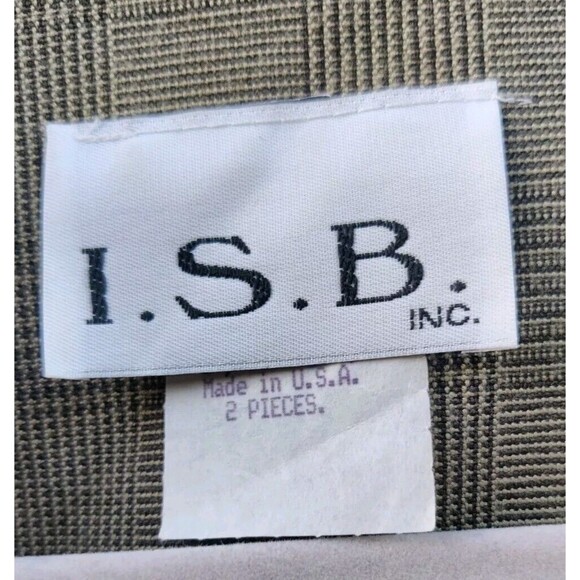 I.S.B.
INC.
Made in U.S.A.
2 PIECES.